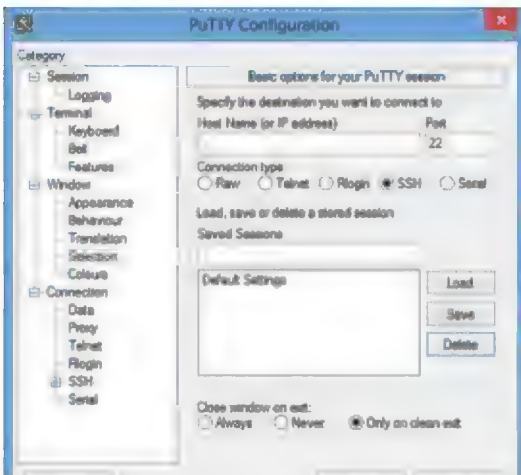 PuTTY Configuration
Category
Session
Logging
Terminal
Keyboard
Bell
Features
Window
Appearance
Behaviour
Translation
Selection
Colours
Connection
Data
Proxy
Telnet
Rlogin
SSH
Serial
Basic options for your PuTTY session
Specify the destination you want to connect to
Host Name (or IP address) Port
22
Connection type
Raw Telnet Rlogin SSH Serial
Load, save or delete a stored session
Saved Sessions
Default Settings
Load
Save
Delete
Close window on exit:
Always Never Only on clean exit